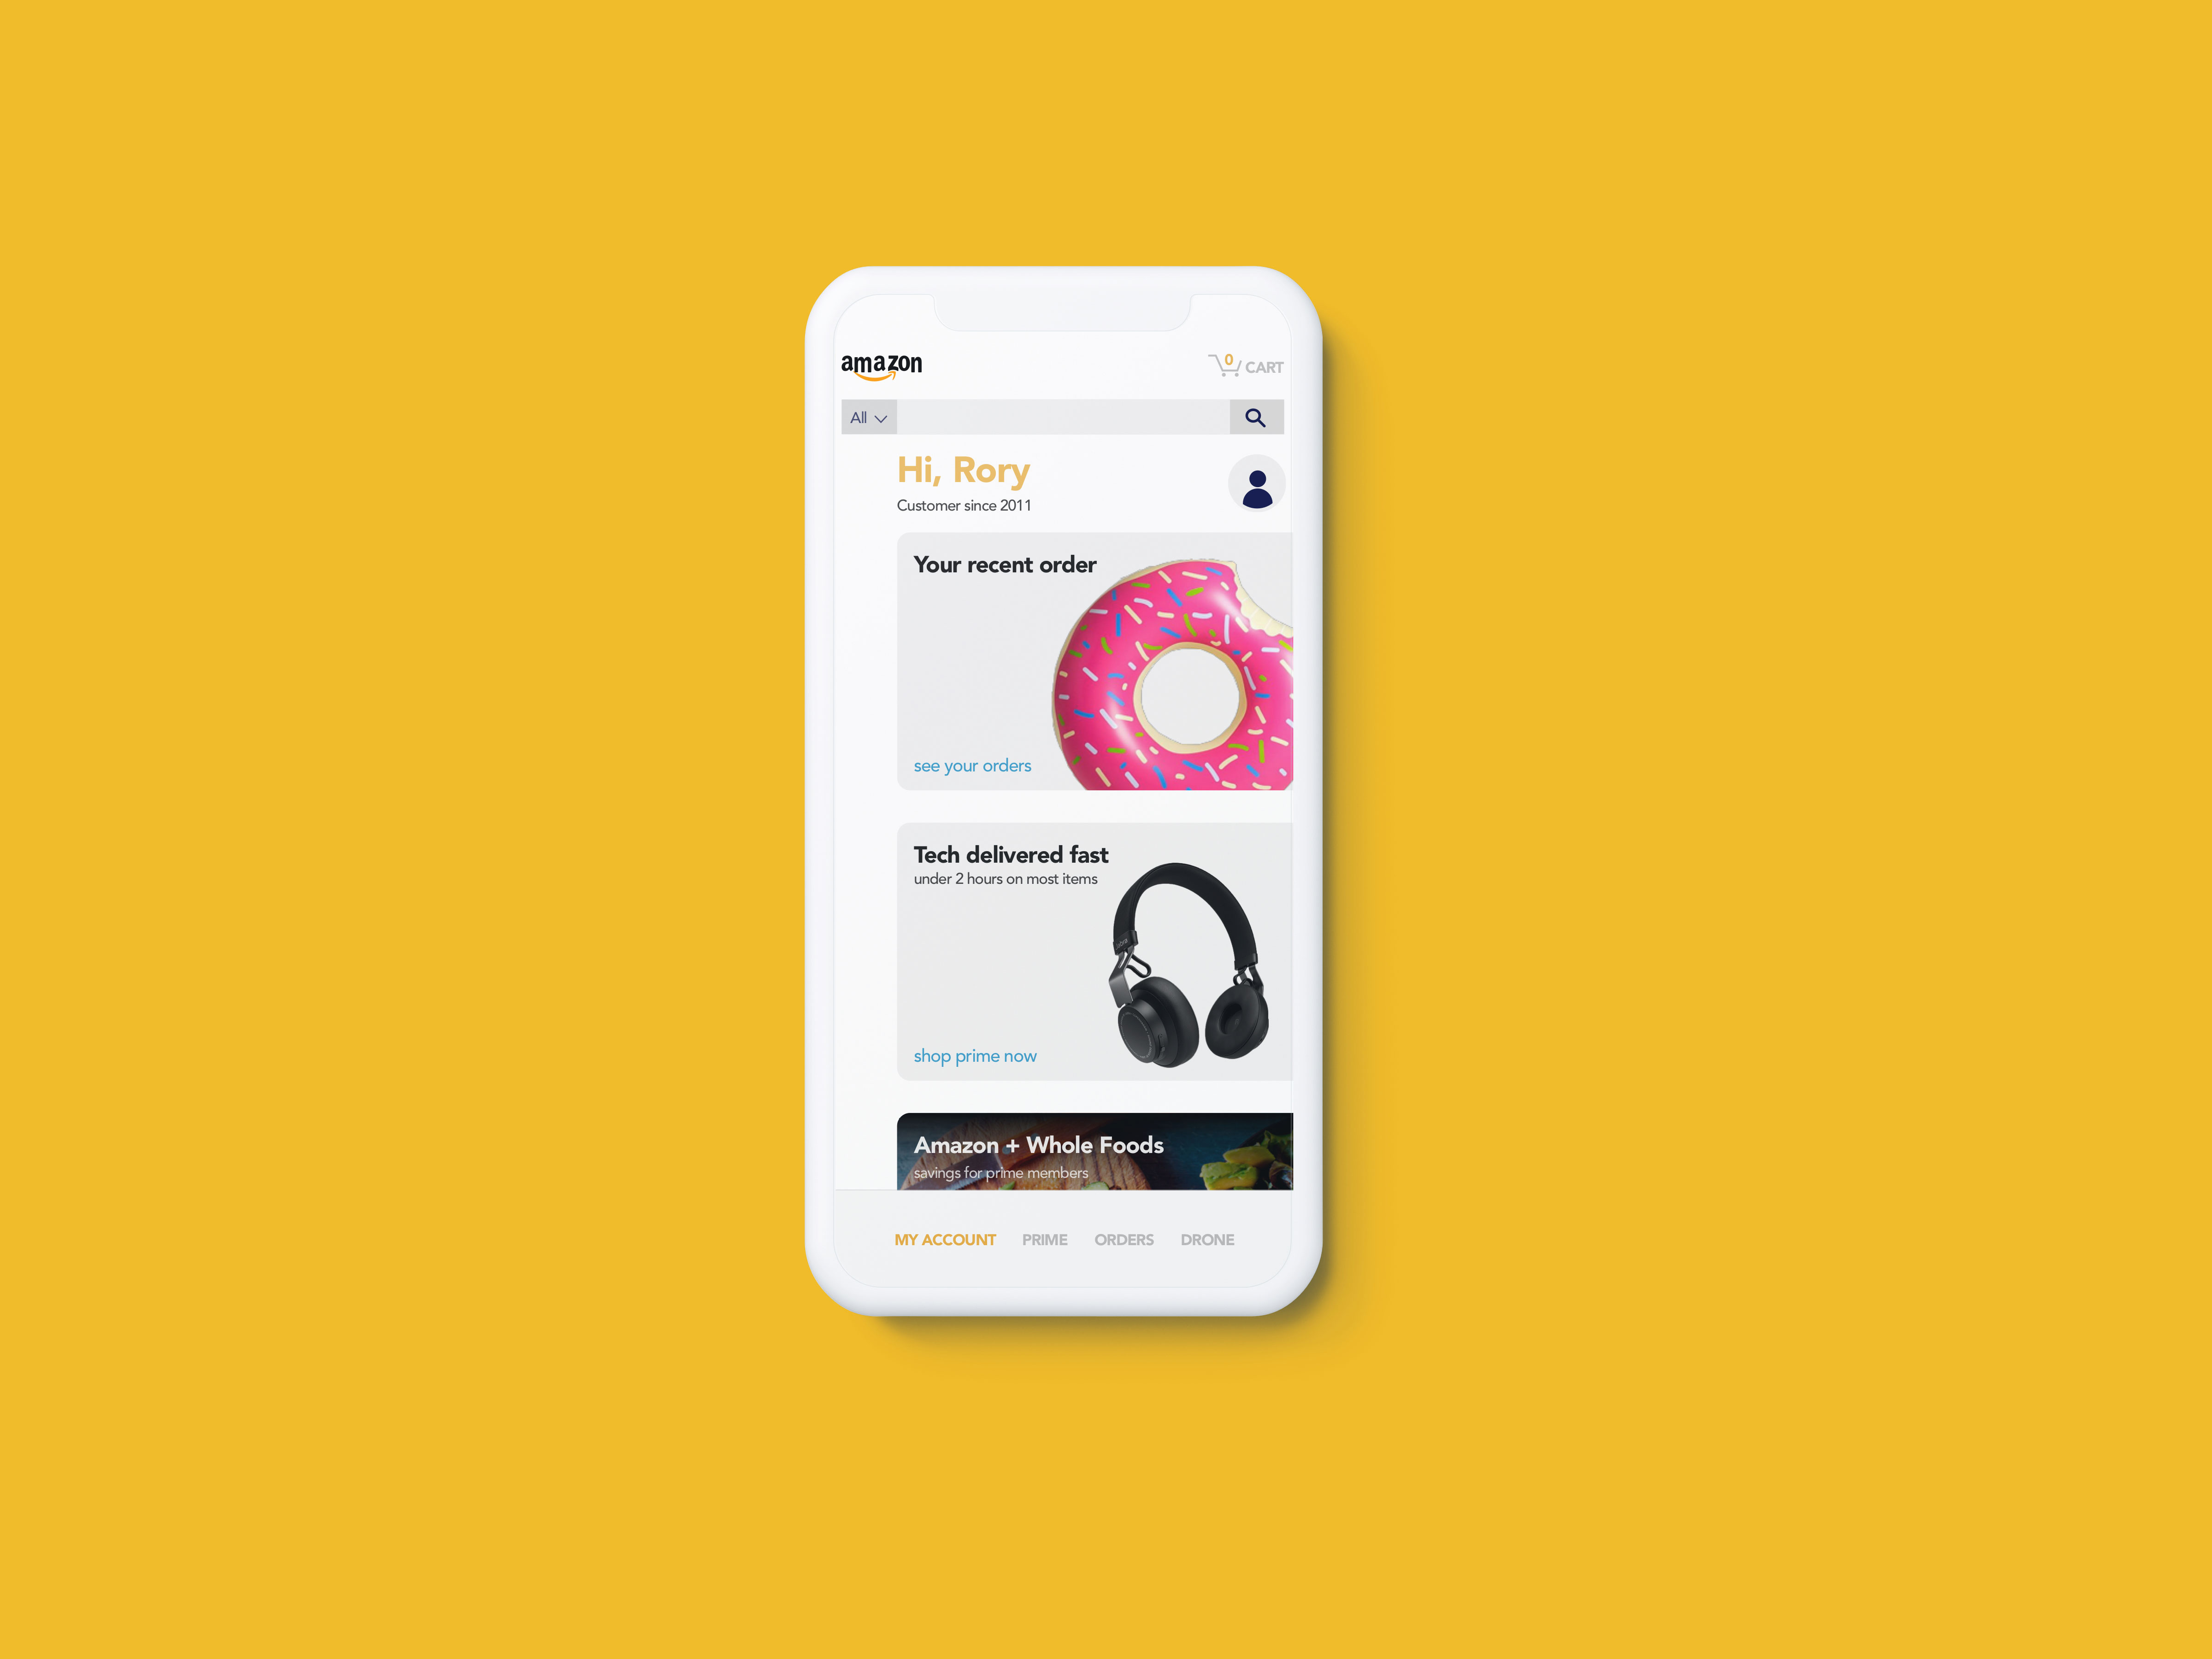 amazon
0 CART
All
Hi, Rory
Customer since 2011
Your recent order
see your orders
Tech delivered fast
under 2 hours on most items
shop prime now
Amazon + Whole Foods
savings for prime members
MY ACCOUNT PRIME ORDERS DRONE